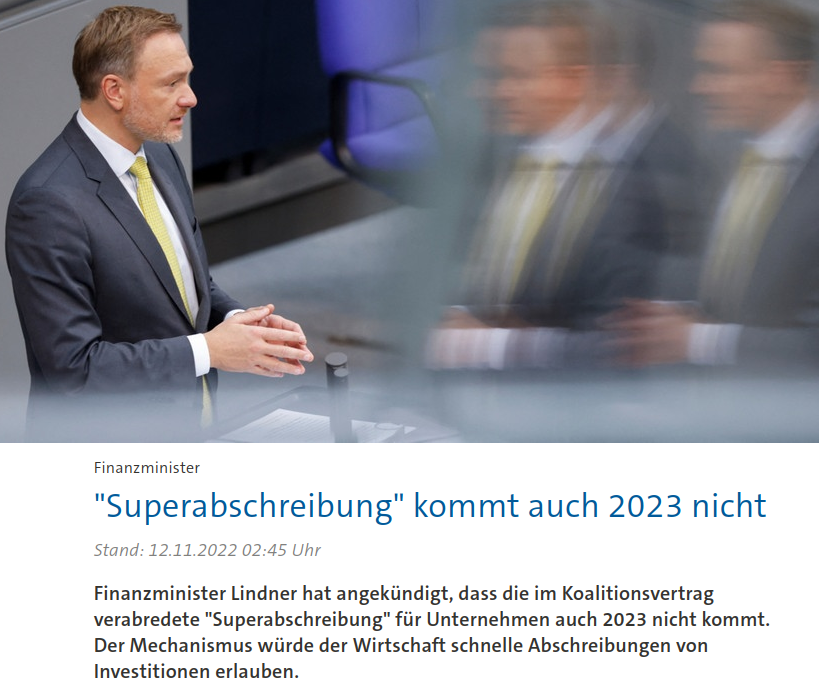 Finanzminister
"Superabschreibung" kommt auch 2023 nicht
Stand: 12.11.2022 02:45 Uhr
Finanzminister Lindner hat angekündigt, dass die im Koalitionsvertrag
verabredete "Superabschreibung" für Unternehmen auch 2023 nicht kommt.
Der Mechanismus würde der Wirtschaft schnelle Abschreibungen von
Investitionen erlauben.